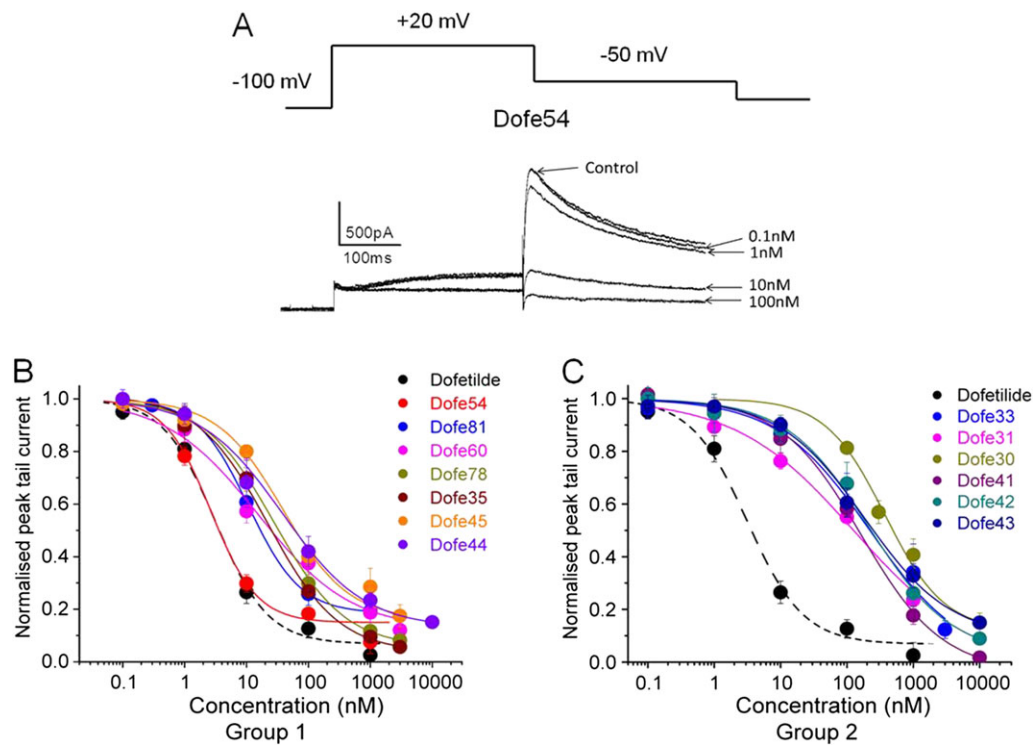 A
+20 mV
-50 mV
-100 mV
Dofe54
Control
500pA
100ms
0.1nM
1nM
10nM
100nM
B
Normalised peak tail current
1.0
0.8
0.6
0.4
0.2
0.0
0.1 1 10 100 1000 10000
Concentration (nM)
Group 1
Dofetilde
Dofe54
Dofe81
Dofe60
Dofe78
Dofe35
Dofe45
Dofe44
C
Normalised peak tail current
1.0
0.8
0.6
0.4
0.2
0.0
0.1 1 10 100 1000 10000
Concentration (nM)
Group 2
Dofetilide
Dofe33
Dofe31
Dofe30
Dofe41
Dofe42
Dofe43